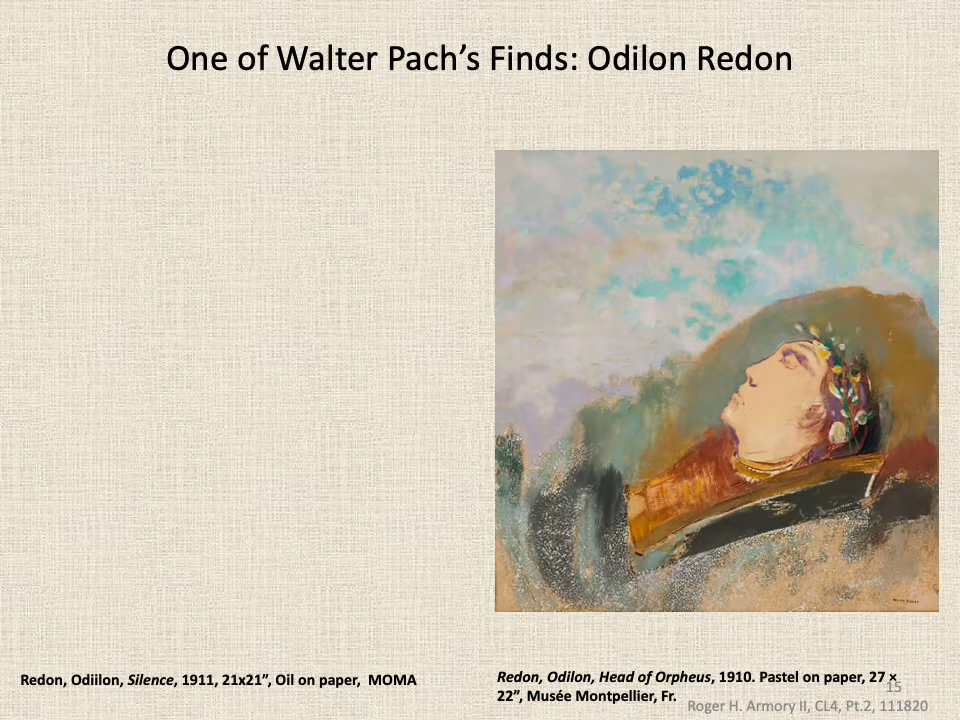 One of Walter Pach’s Finds: Odilon Redon
Redon, Odiilon, Silence, 1911, 21x21”, Oil on paper, MOMA
Redon, Odilon, Head of Orpheus, 1910. Pastel on paper, 27 ×
22”, Musée Montpellier, Fr.
15
Roger H. Armory II, CL4, Pt.2, 111820